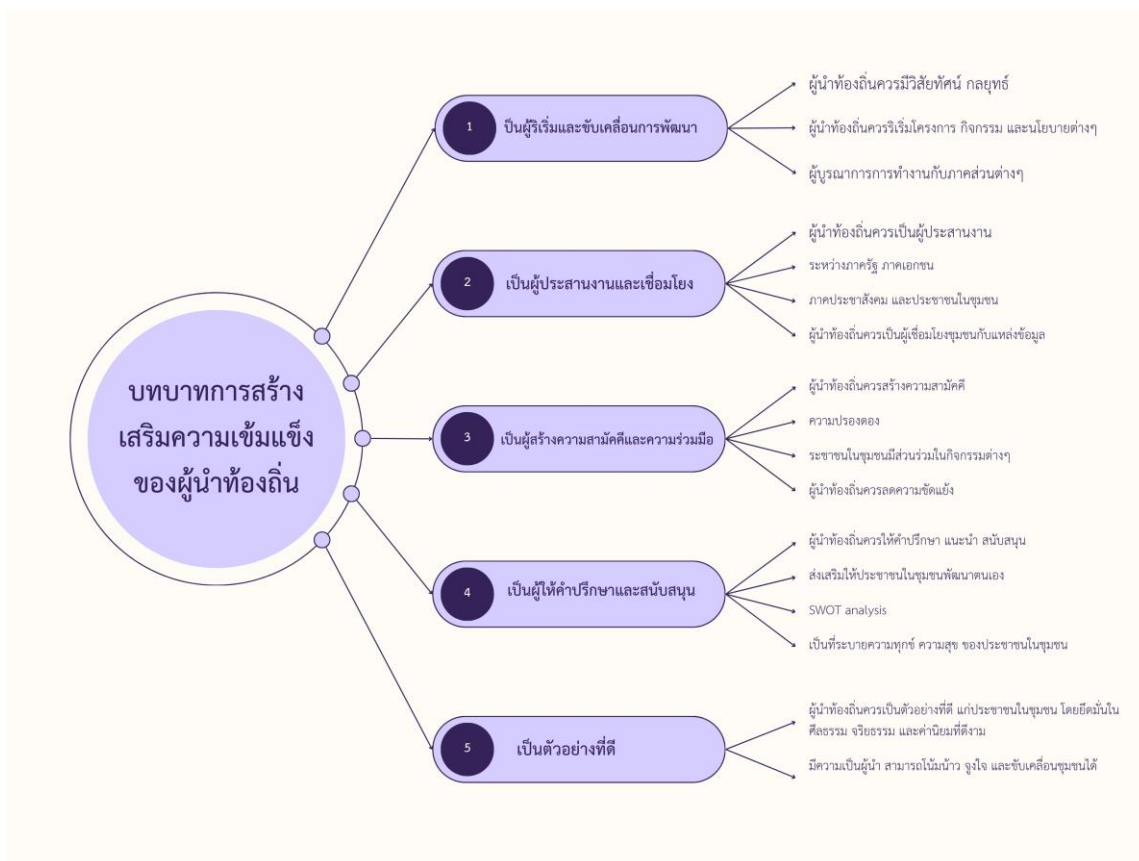 บทบาทการสร้าง
เสริมความเข้มแข็ง
ของผู้นำท้องถิ่น
1 ป็นผู้ริเริ่มและขับเคลื่อนการพัฒนา
ผู้นำท้องถิ่นควรมีวิสัยทัศน์ กลยุทธ์
ผู้นำท้องถิ่นควรริเริ่มโครงการ กิจกรรม และนโยบายต่างๆ
ผู้บูรณาการการทำงานกับภาคส่วนต่างๆ
2 เป็นผู้ประสานงานและเชื่อมโยง
ผู้นำท้องถิ่นควรเป็นผู้ประสานงาน
ระหว่างภาครัฐ ภาคเอกชน
ภาคประชาสังคม และประชาชนในชุมชน
ผู้นำท้องถิ่นควรเป็นผู้เชื่อมโยงชุมชนกับแหล่งข้อมูล
3 เป็นผู้สร้างความสามัคคีและความร่วมมือ
ผู้นำท้องถิ่นควรสร้างความสามัคคี
ความปรองดอง
ระชาชนในชุมชนมีส่วนร่วมในกิจกรรมต่างๆ
ผู้นำท้องถิ่นควรลดความขัดแย้ง
4 เป็นผู้ให้คำปรึกษาและสนับสนุน
ผู้นำท้องถิ่นควรให้คำปรึกษา แนะนำ สนับสนุน
ส่งเสริมให้ประชาชนในชุมชนพัฒนาตนเอง
SWOT analysis
เป็นที่ระบายความทุกข์ ความสุข ของประชาชนในชุมชน
5 เป็นตัวอย่างที่ดี
ผู้นำท้องถิ่นควรเป็นตัวอย่างที่ดี แก่ประชาชนในชุมชน โดยยึดมั่นใน
ศีลธรรม จริยธรรม และค่านิยมที่ดีงาม
มีความเป็นผู้นำ สามารถโน้มน้าว จูงใจ และขับเคลื่อนชุมชนได้